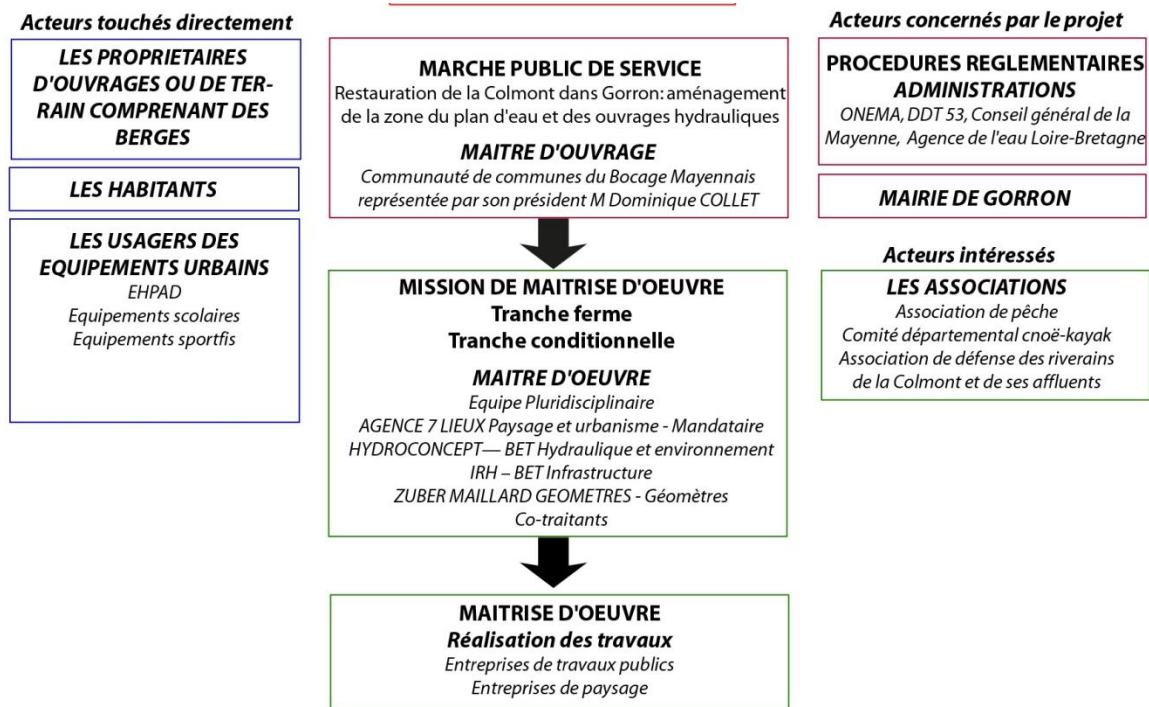 Acteurs touchés directement
LES PROPRIETAIRES
D'OUVRAGES OU DE TER-
RAIN COMPRENANT DES
BERGES
LES HABITANTS
LES USAGERS DES
EQUIPEMENTS URBAINS
EHPAD
Equipements scolaires
Equipements sportfis
MARCHE PUBLIC DE SERVICE
Restauration de la Colmont dans Gorron: aménagement
de la zone du plan d'eau et des ouvrages hydrauliques
MAITRE D'OUVRAGE
Communauté de communes du Bocage Mayennais
représentée par son président M Dominique COLLET
MISSION DE MAITRISE D'OEUVRE
Tranche ferme
Tranche conditionnelle
MAITRE D'OEUVRE
Equipe Pluridisciplinaire
AGENCE 7 LIEUX Paysage et urbanisme - Mandataire
HYDROCONCEPT— BET Hydraulique et environnement
IRH – BET Infrastructure
ZUBER MAILLARD GEOMETRES - Géomètres
Co-traitants
MAITRISE D'OEUVRE
Réalisation des travaux
Entreprises de travaux publics
Entreprises de paysage
Acteurs concernés par le projet
PROCEDURES REGLEMENTAIRES
ADMINISTRATIONS
ONEMA, DDT 53, Conseil général de la
Mayenne, Agence de l'eau Loire-Bretagne
MAIRIE DE GORRON
Acteurs intéressés
LES ASSOCIATIONS
Association de pêche
Comité départemental cnoë-kayak
Association de défense des riverains
de la Colmont et de ses affluents